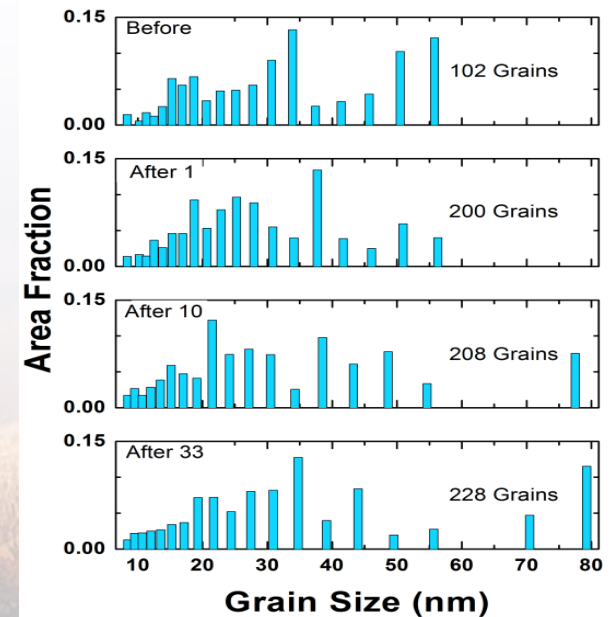 0.15
Before
102 Grains
0.00
0.15
After 1
200 Grains
0.00
Area Fraction
0.15
After 10
208 Grains
0.00
0.15
After 33
228 Grains
0.00
10 20 30 40 50 60 70 80
Grain Size (nm)